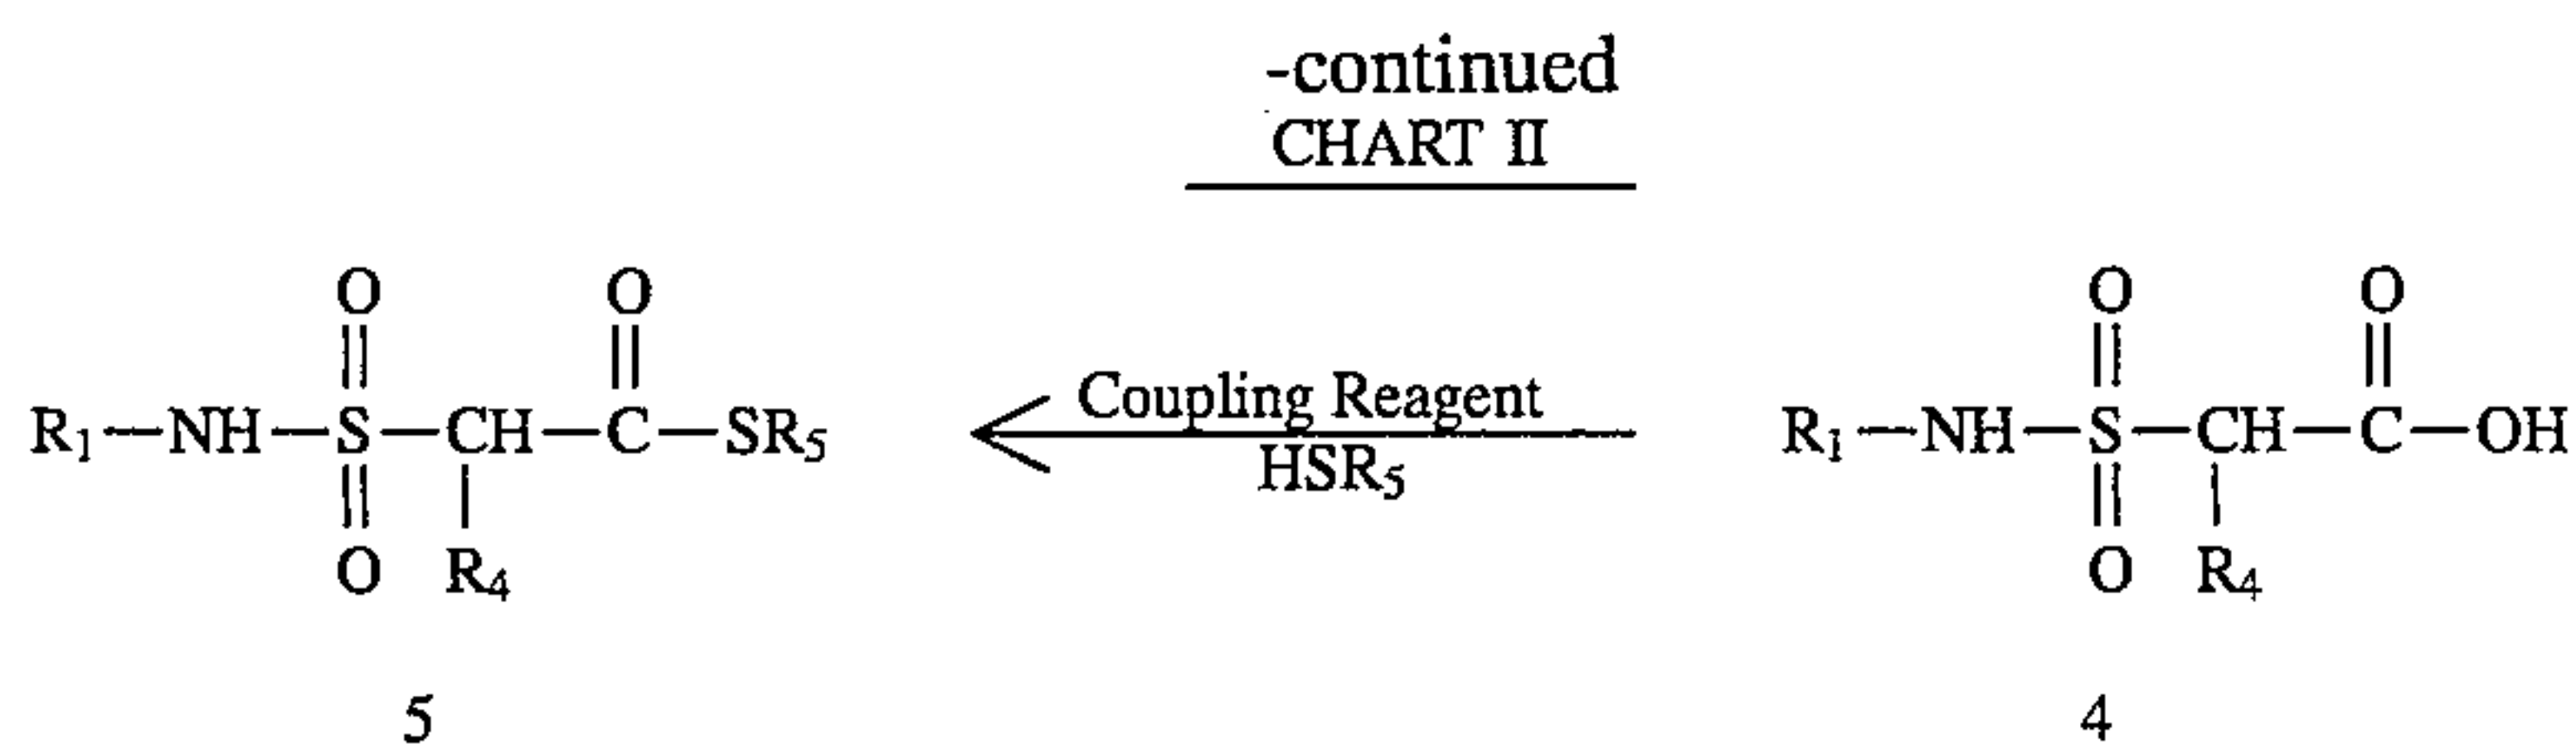 -continued
CHART II
O O O O
R₁—NH—S—CH—C—SR₅ Coupling Reagent R₁—NH—S—CH—C—OH
HSR₅
O R₄ O R₄
5 4